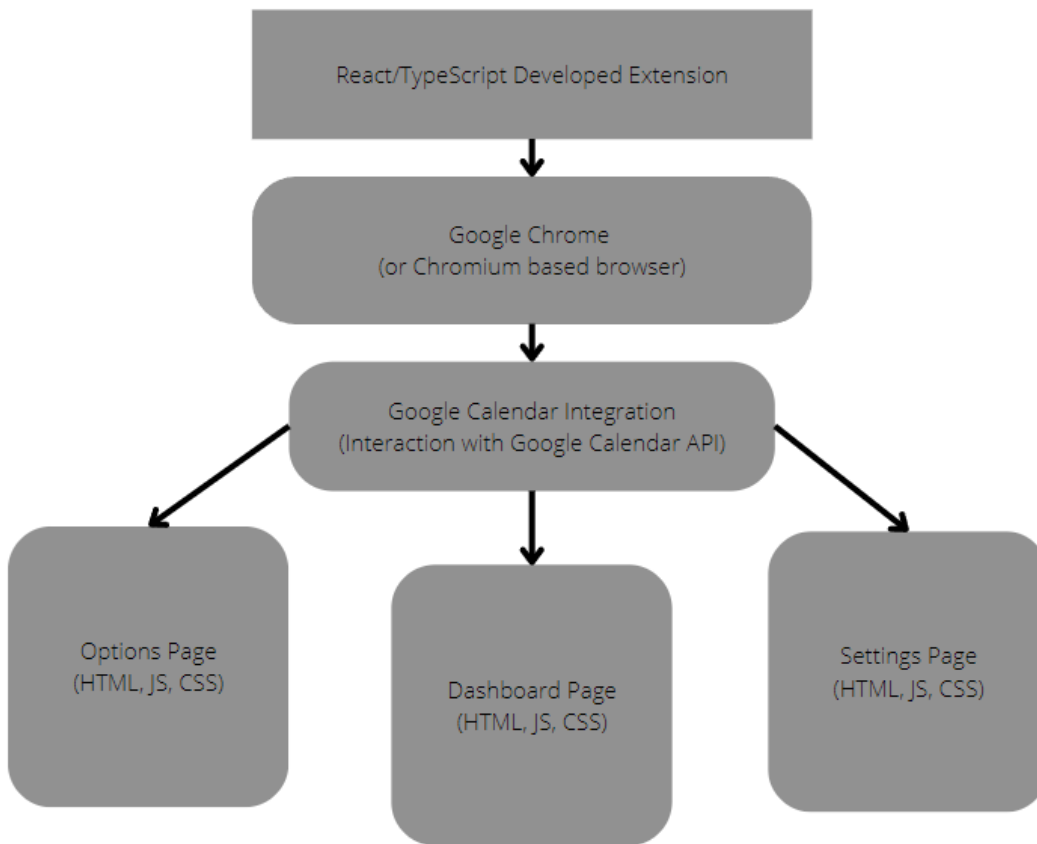 React/TypeScript Developed Extension
Google Chrome
(or Chromium based browser)
Google Calendar Integration
(Interaction with Google Calendar API)
Options Page
(HTML, JS, CSS)
Dashboard Page
(HTML, JS, CSS)
Settings Page
(HTML, JS, CSS)